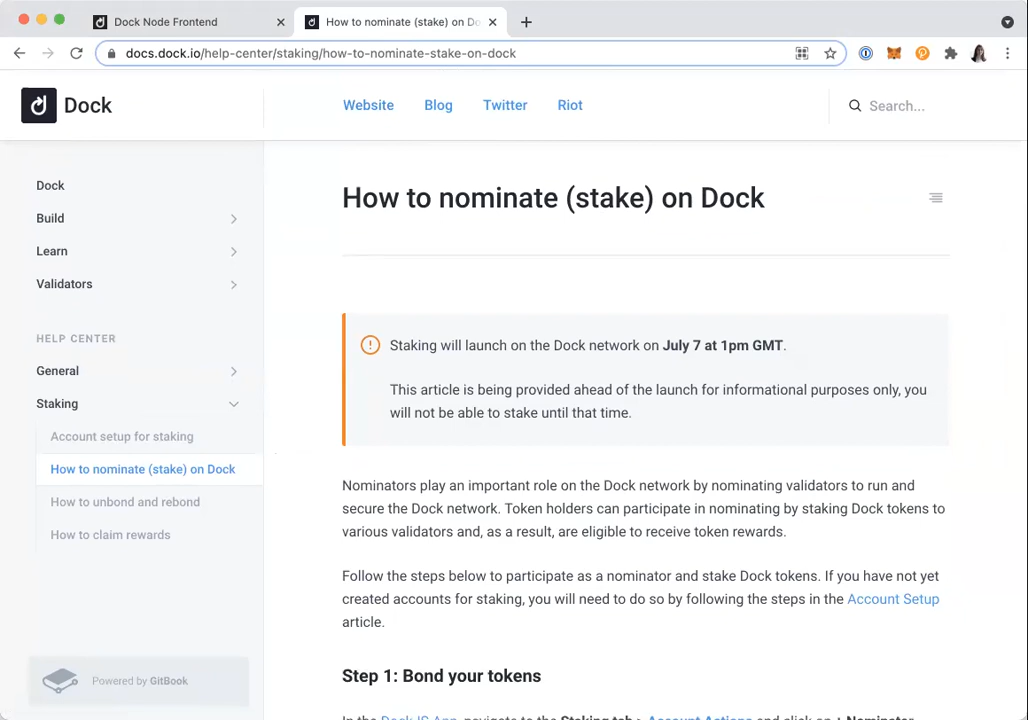 Dock Node Frontend
How to nominate (stake) on Do
docs.dock.io/help-center/staking/how-to-nominate-stake-on-dock
Dock
Website
Blog
Twitter
Riot
Search...
Dock
Build
Learn
Validators
HELP CENTER
General
Staking
Account setup for staking
How to nominate (stake) on Dock
How to unbond and rebond
How to claim rewards
Powered by GitBook
How to nominate (stake) on Dock
Staking will launch on the Dock network on July 7 at 1pm GMT.
This article is being provided ahead of the launch for informational purposes only, you
will not be able to stake until that time.
Nominators play an important role on the Dock network by nominating validators to run and
secure the Dock network. Token holders can participate in nominating by staking Dock tokens to
various validators and, as a result, are eligible to receive token rewards.
Follow the steps below to participate as a nominator and stake Dock tokens. If you have not yet
created accounts for staking, you will need to do so by following the steps in the Account Setup
article.
Step 1: Bond your tokens
In the Dock JS App, navigate to the Staking tab > Account Actions and click on + Nominator